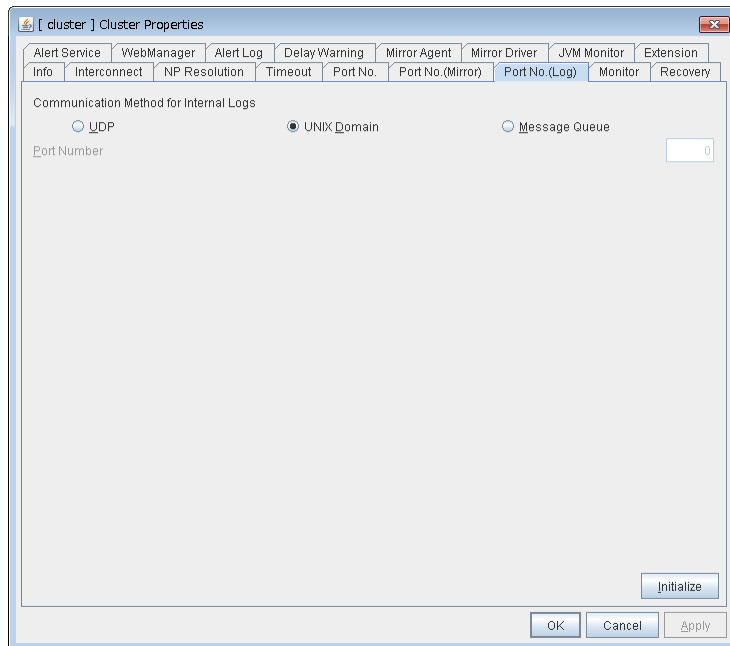 [ cluster ] Cluster Properties
Alert Service WebManager Alert Log Delay Warning Mirror Agent Mirror Driver JVM Monitor Extension
Info Interconnect NP Resolution Timeout Port No. Port No.(Mirror) Port No.(Log) Monitor Recovery
Communication Method for Internal Logs
UDP UNIX Domain Message Queue
Port Number 0
Initialize
OK Cancel Apply